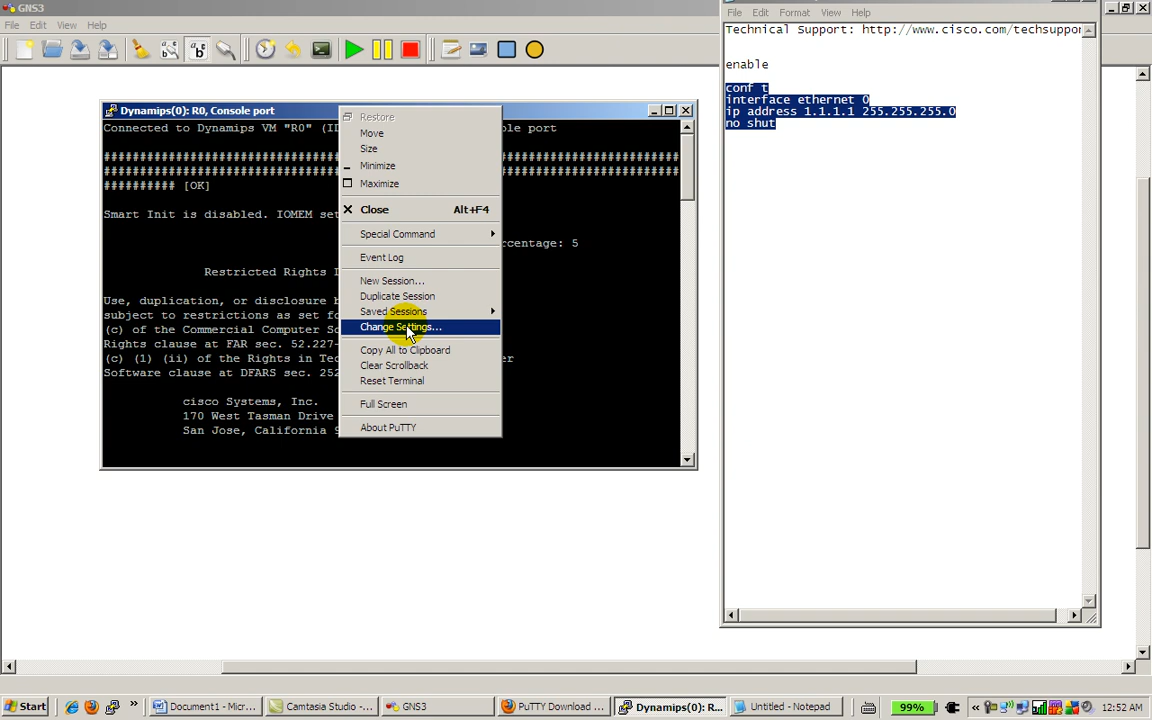 GNS3
File Edit View Help
File Edit Format View Help
Technical Support: http://www.cisco.com/techsuppor
enable
conf t
interface ethernet 0
ip address 1.1.1.1 255.255.255.0
no shut
Dynamips(0): R0, Console port
Connected to Dynamips VM "R0" (I
ole port
################################
#########################
################################
#########################
########## [OK]
Smart Init is disabled. IOMEM se
rcentage: 5
Restricted Rights
Use, duplication, or disclosure
subject to restrictions as set f
(c) of the Commercial Computer S
Rights clause at FAR sec. 52.227-
(c) (1) (ii) of the Rights in Te
er
Software clause at DFARS sec. 252
cisco Systems, Inc.
170 West Tasman Drive
San Jose, California
Restore
Move
Size
Minimize
Maximize
Close Alt+F4
Special Command
Event Log
New Session...
Duplicate Session
Saved Sessions
Change Settings...
Copy All to Clipboard
Clear Scrollback
Reset Terminal
Full Screen
About PuTTY
Start
»
Document1 - Micr...
Camtasia Studio -...
GNS3
PuTTY Download ...
Dynamips(0): R...
Untitled - Notepad
99%
«
12:52 AM